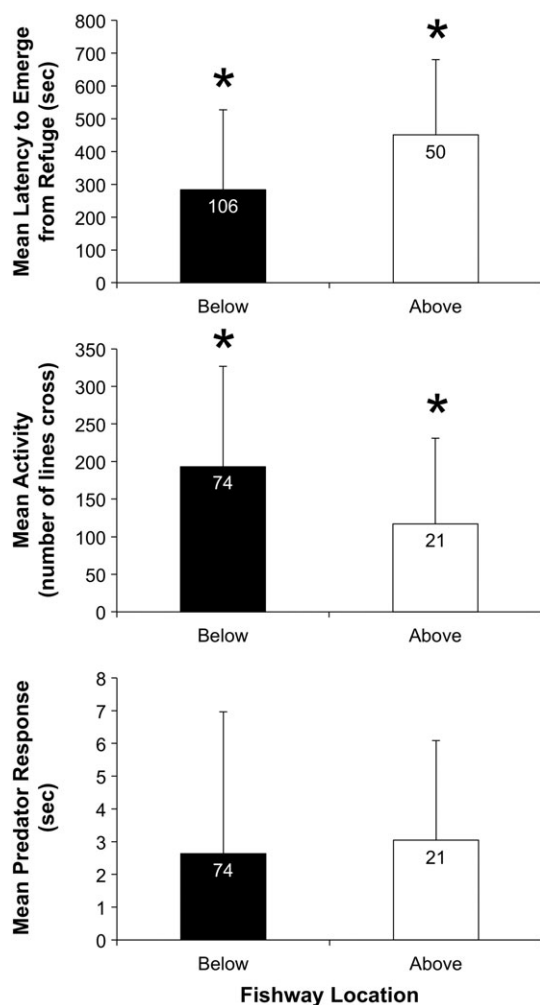 Mean Latency to Emerge
from Refuge (sec)
800
700
600
500
400
300
200
100
0
*
*
106
50
Below
Above
Mean Activity
(number of lines cross)
350
300
250
200
150
100
50
0
*
*
74
21
Below
Above
Mean Predator Response
(sec)
8
7
6
5
4
3
2
1
0
74
21
Below
Above
Fishway Location